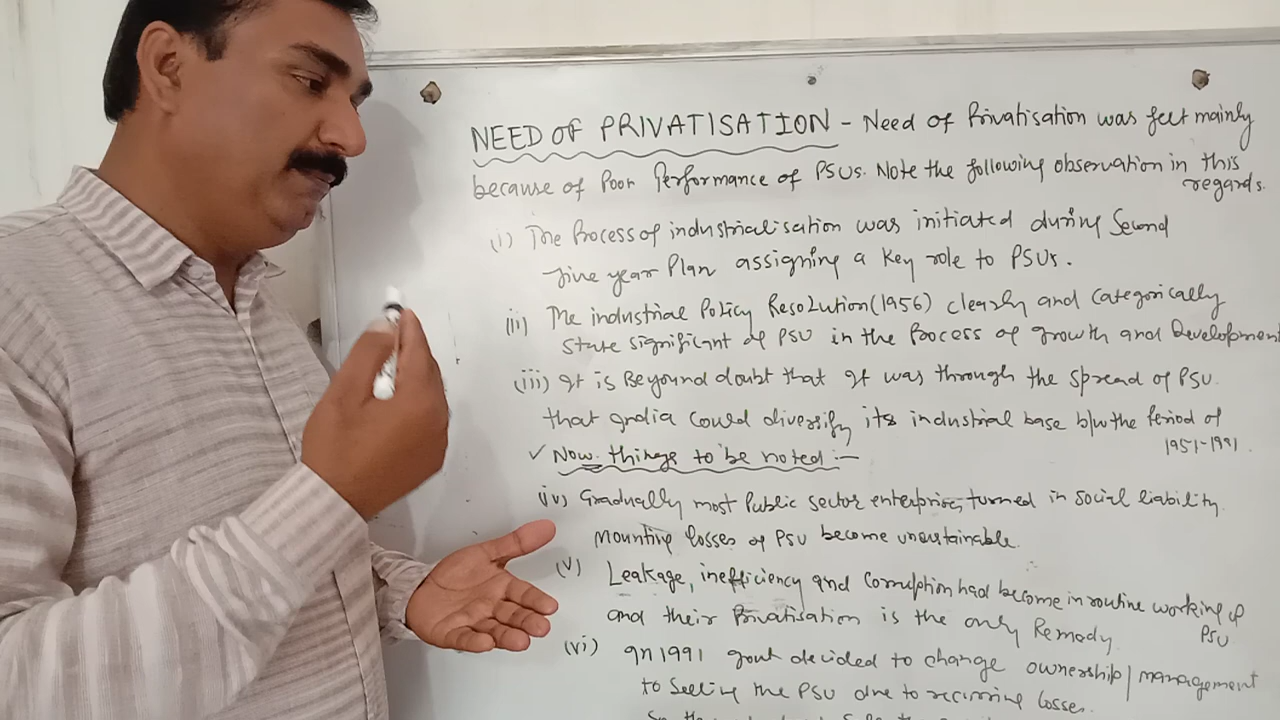 NEED OF PRIVATISATION - Need of Privatisation was felt mainly
because of Poor Performance of PSUs. Note the following observation in this
regards.
(i) The Process of industrialisation was initiated during Second
five year Plan assigning a key role to PSUs.
(ii) The industrial Policy Resolution (1956) clearly and categorically
state significant of PSU in the Process of growth and Development
(iii) It is Beyound doubt that It was through the spread of PSU.
that India could diversify its industrial base b/w the Period of
1951-1991.
✓ Now things to be noted :-
(iv) Gradually most Public sector enterprises turned in social liability
mounting losses of PSU become unustainable.
(v) Leakage, inefficiency and corruption had become in routine working of
PSU
and their Privatisation is the only Remody
(vi) In 1991 govt decided to change ownership/management
to selling the PSU due to recurring losses.